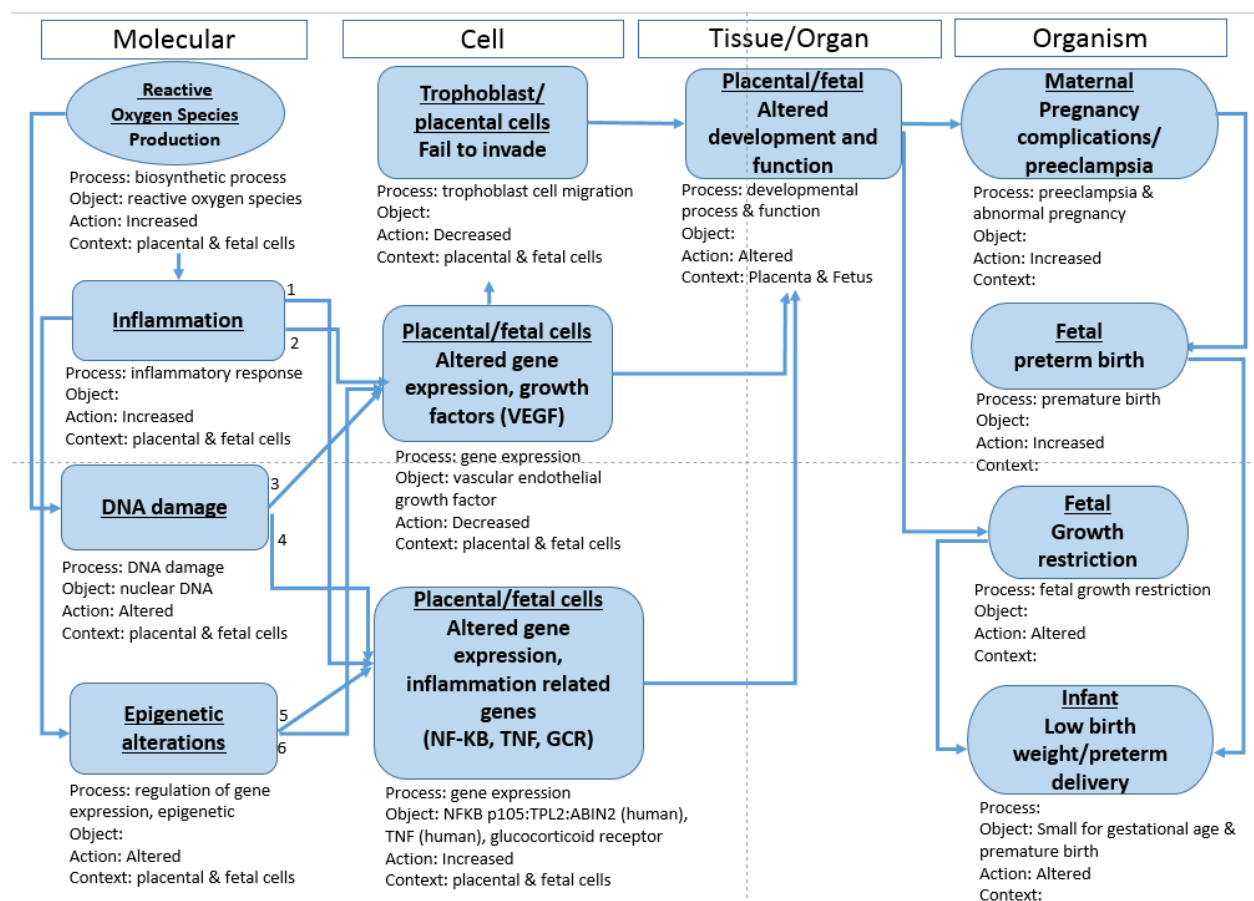 Molecular
Cell
Tissue/Organ
Organism
Reactive
Oxygen Species
Production
Process: biosynthetic process
Object: reactive oxygen species
Action: Increased
Context: placental & fetal cells
Inflammation
1
2
Process: inflammatory response
Object:
Action: Increased
Context: placental & fetal cells
DNA damage
3
4
Process: DNA damage
Object: nuclear DNA
Action: Altered
Context: placental & fetal cells
Epigenetic
alterations
5
6
Process: regulation of gene
expression, epigenetic
Object:
Action: Altered
Context: placental & fetal cells
Trophoblast/
placental cells
Fail to invade
Process: trophoblast cell migration
Object:
Action: Decreased
Context: placental & fetal cells
Placental/fetal cells
Altered gene
expression, growth
factors (VEGF)
Process: gene expression
Object: vascular endothelial
growth factor
Action: Decreased
Context: placental & fetal cells
Placental/fetal cells
Altered gene
expression,
inflammation related
genes
(NF-KB, TNF, GCR)
Process: gene expression
Object: NFKB p105:TPL2:ABIN2 (human),
TNF (human), glucocorticoid receptor
Action: Increased
Context: placental & fetal cells
Placental/fetal
Altered
development and
function
Process: developmental
process & function
Object:
Action: Altered
Context: Placenta & Fetus
Maternal
Pregnancy
complications/
preeclampsia
Process: preeclampsia &
abnormal pregnancy
Object:
Action: Increased
Context:
Fetal
preterm birth
Process: premature birth
Object:
Action: Increased
Context:
Fetal
Growth
restriction
Process: fetal growth restriction
Object:
Action: Altered
Context:
Infant
Low birth
weight/preterm
delivery
Process:
Object: Small for gestational age &
premature birth
Action: Altered
Context: